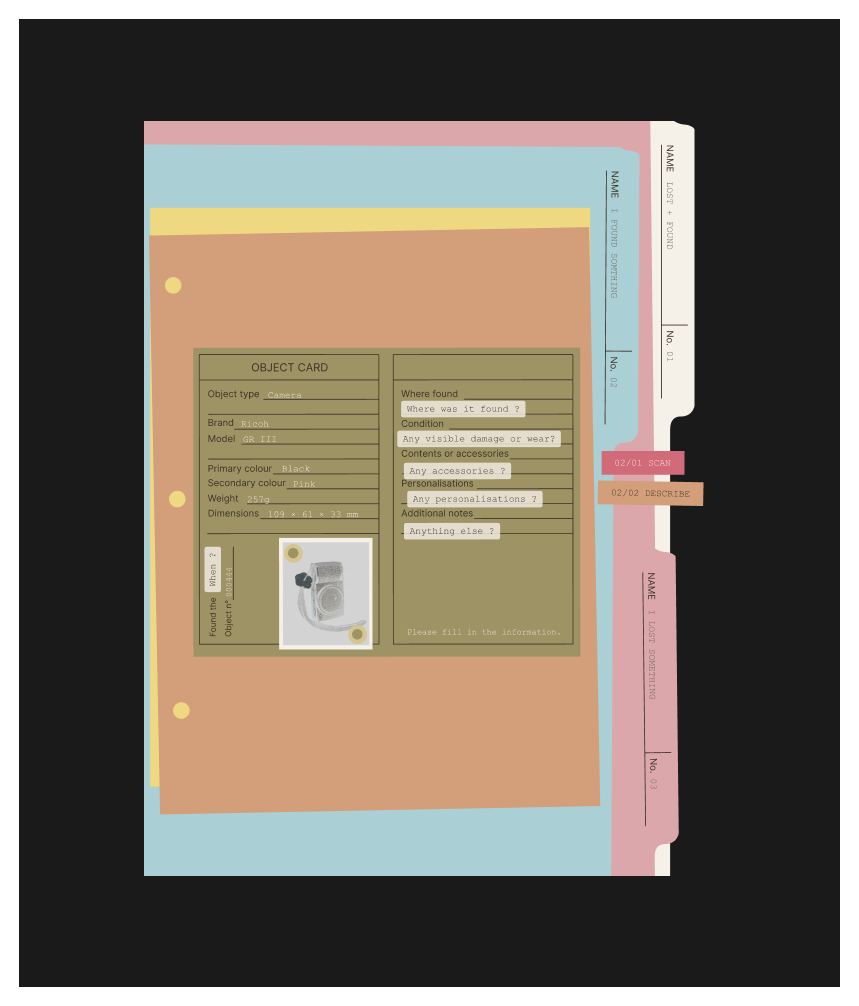 NAME LOST + FOUND
No. 01
NAME I FOUND SOMTHING
No. 02
02/01 SCAN
02/02 DESCRIBE
NAME I LOST SOMETHING
No. 03
OBJECT CARD
Object type Camera
Brand Ricoh
Model GR III
Primary colour Black
Secondary colour Pink
Weight 257g
Dimensions 109 × 61 × 33 mm
Found the When ?
Object n°
Where found
Where was it found ?
Condition
Any visible damage or wear?
Contents or accessories
Any accessories ?
Personalisations
Any personalisations ?
Additional notes
Anything else ?
Please fill in the information.